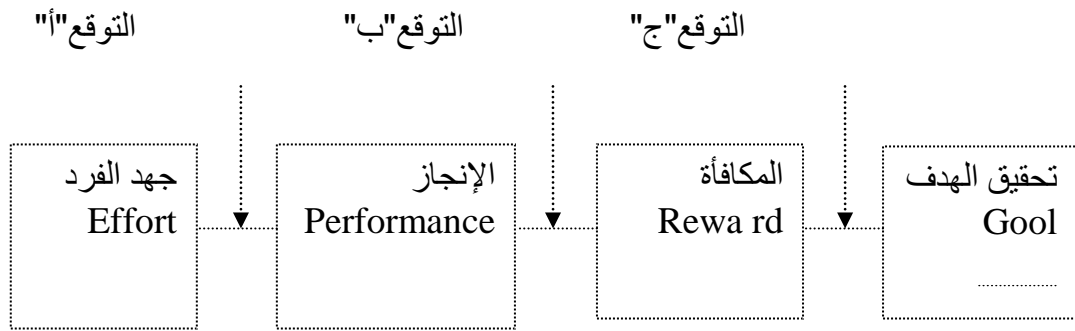 التوقع"أ"
التوقع"ب"
التوقع"ج"
جهد الفرد
Effort
الإنجاز
Performance
المكافأة
Rewa rd
تحقيق الهدف
Gool